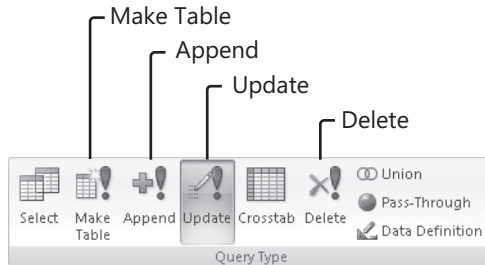 Make Table
Append
Update
Delete
Select
Make Table
Append
Update
Crosstab
Delete
Union
Pass-Through
Data Definition
Query Type